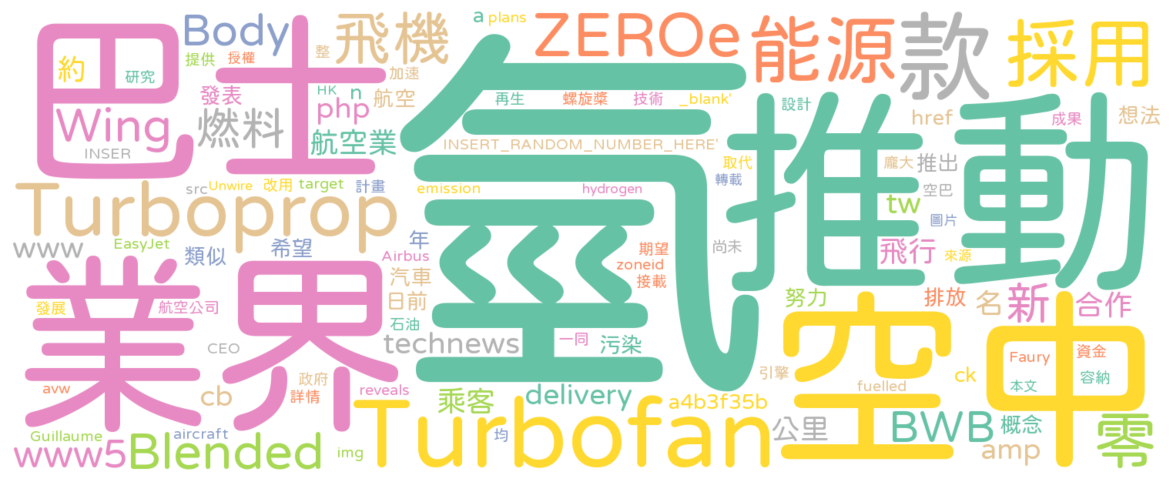 Body
飛機
a plans
ZEROe
能源
款
採用
約
研究
提供
授權
整
加速
發表
HK n
php
航空
再生
螺旋槳
技術
_blank'
設計
href
成果
想法
巴士
氫
推動
Wing
INSER
燃料
航空業
INSERT_RANDOM_NUMBER_HERE'
取代
龐大
推出
轉載
空巴
src
Unwire
改用
target
計畫
emission
hydrogen
Turboprop
tw
圖片
www
EasyJet
類似
希望
年
Airbus
汽車
期望
zoneid
接載
尚未
飛行
來源
日前
業界
發展
航空公司
石油
technews
一同
污染
努力
排放
名
新
合作
空中
CEO
avw
cb
政府
詳情
reveals
乘客
delivery
引擎
fuelled
ck
Faury
資金
本文
容納
Guillaume
aircraft
www5
Blended
img
Turbofan
均
a4b3f35b
公里
BWB
概念
amp
零